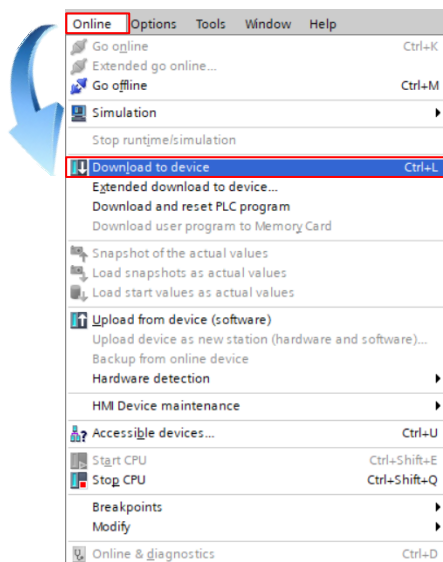 Online Options Tools Window Help
Go online Ctrl+K
Extended go online...
Go offline Ctrl+M
Simulation
Stop runtime/simulation
Download to device Ctrl+L
Extended download to device...
Download and reset PLC program
Download user program to Memory Card
Snapshot of the actual values
Load snapshots as actual values
Load start values as actual values
Upload from device (software)
Upload device as new station (hardware and software)...
Backup from online device
Hardware detection
HMI Device maintenance
Accessible devices... Ctrl+U
Start CPU Ctrl+Shift+E
Stop CPU Ctrl+Shift+Q
Breakpoints
Modify
Online & diagnostics Ctrl+D